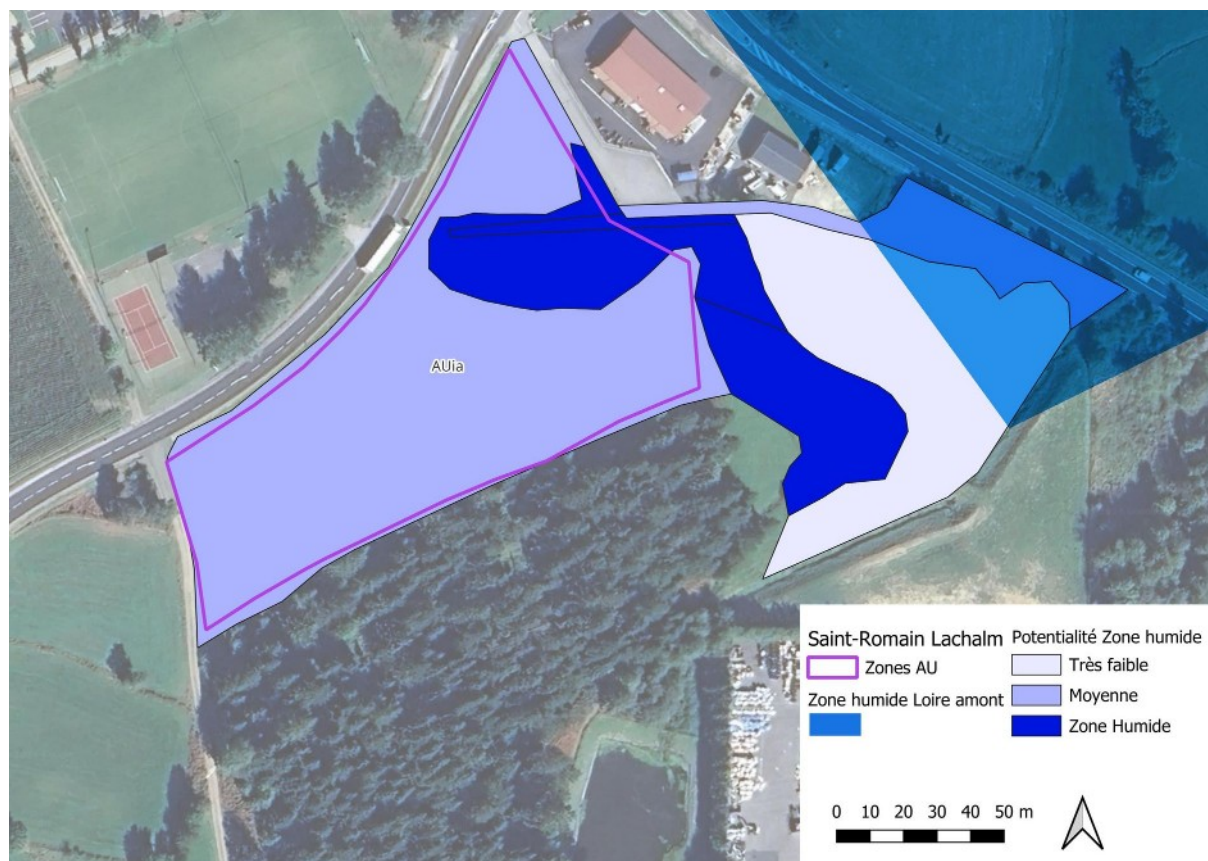 AUia
Saint-Romain Lachalm
Zones AU
Zone humide Loire amont
Potentialité Zone humide
Très faible
Moyenne
Zone Humide
0 10 20 30 40 50 m